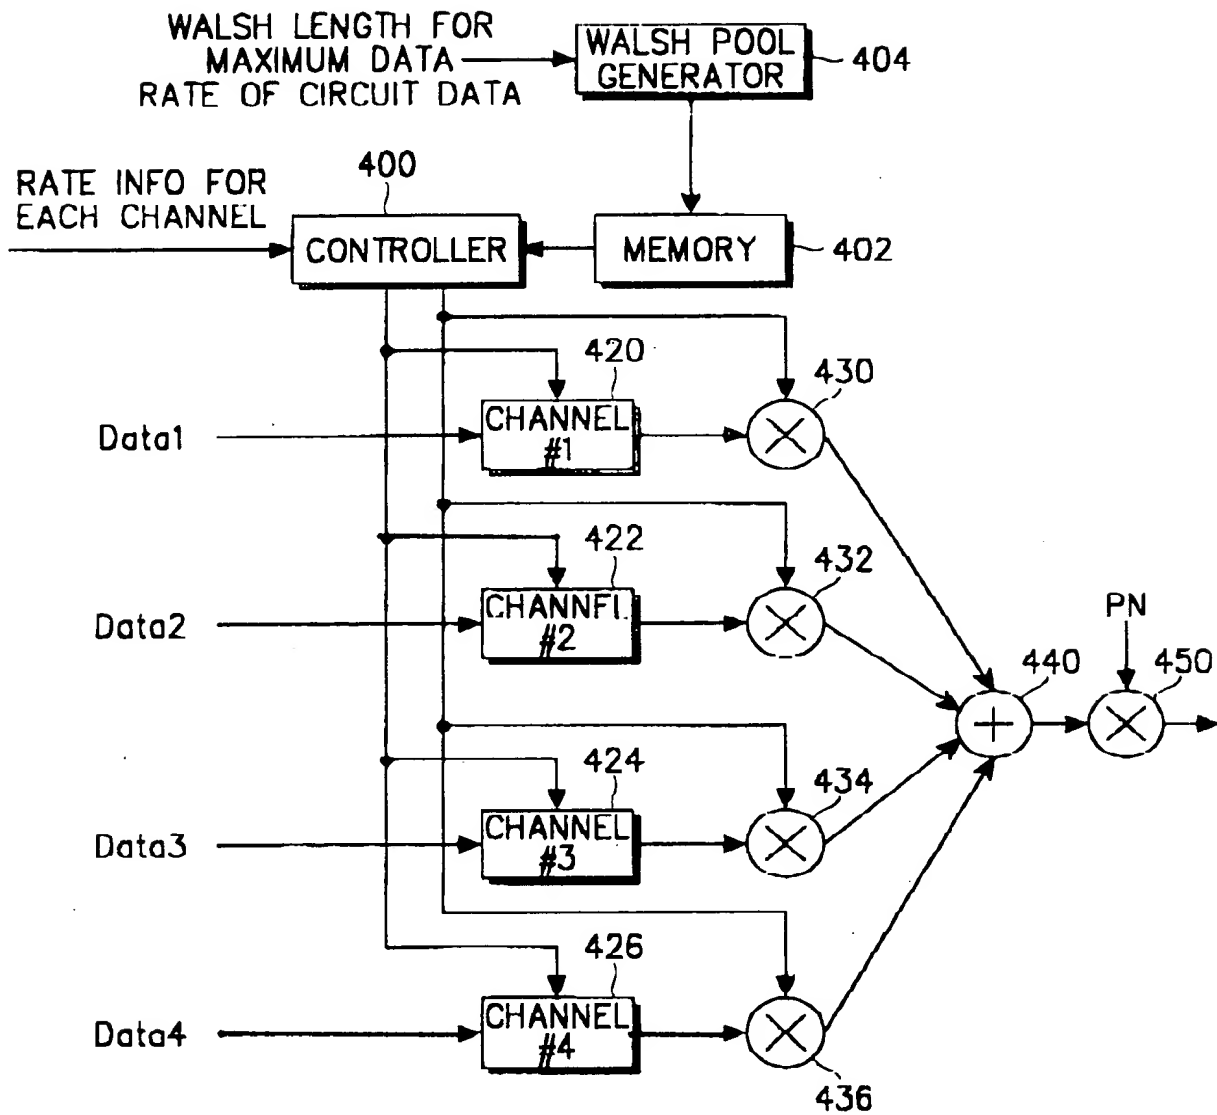 WALSH LENGTH FOR
MAXIMUM DATA
RATE OF CIRCUIT DATA
WALSH POOL
GENERATOR
404
400
RATE INFO FOR
EACH CHANNEL
CONTROLLER
MEMORY
402
420
430
Data1
CHANNEL
#1
422
432
Data2
CHANNEL
#2
PN
440
450
424
434
Data3
CHANNEL
#3
426
Data4
CHANNEL
#4
436